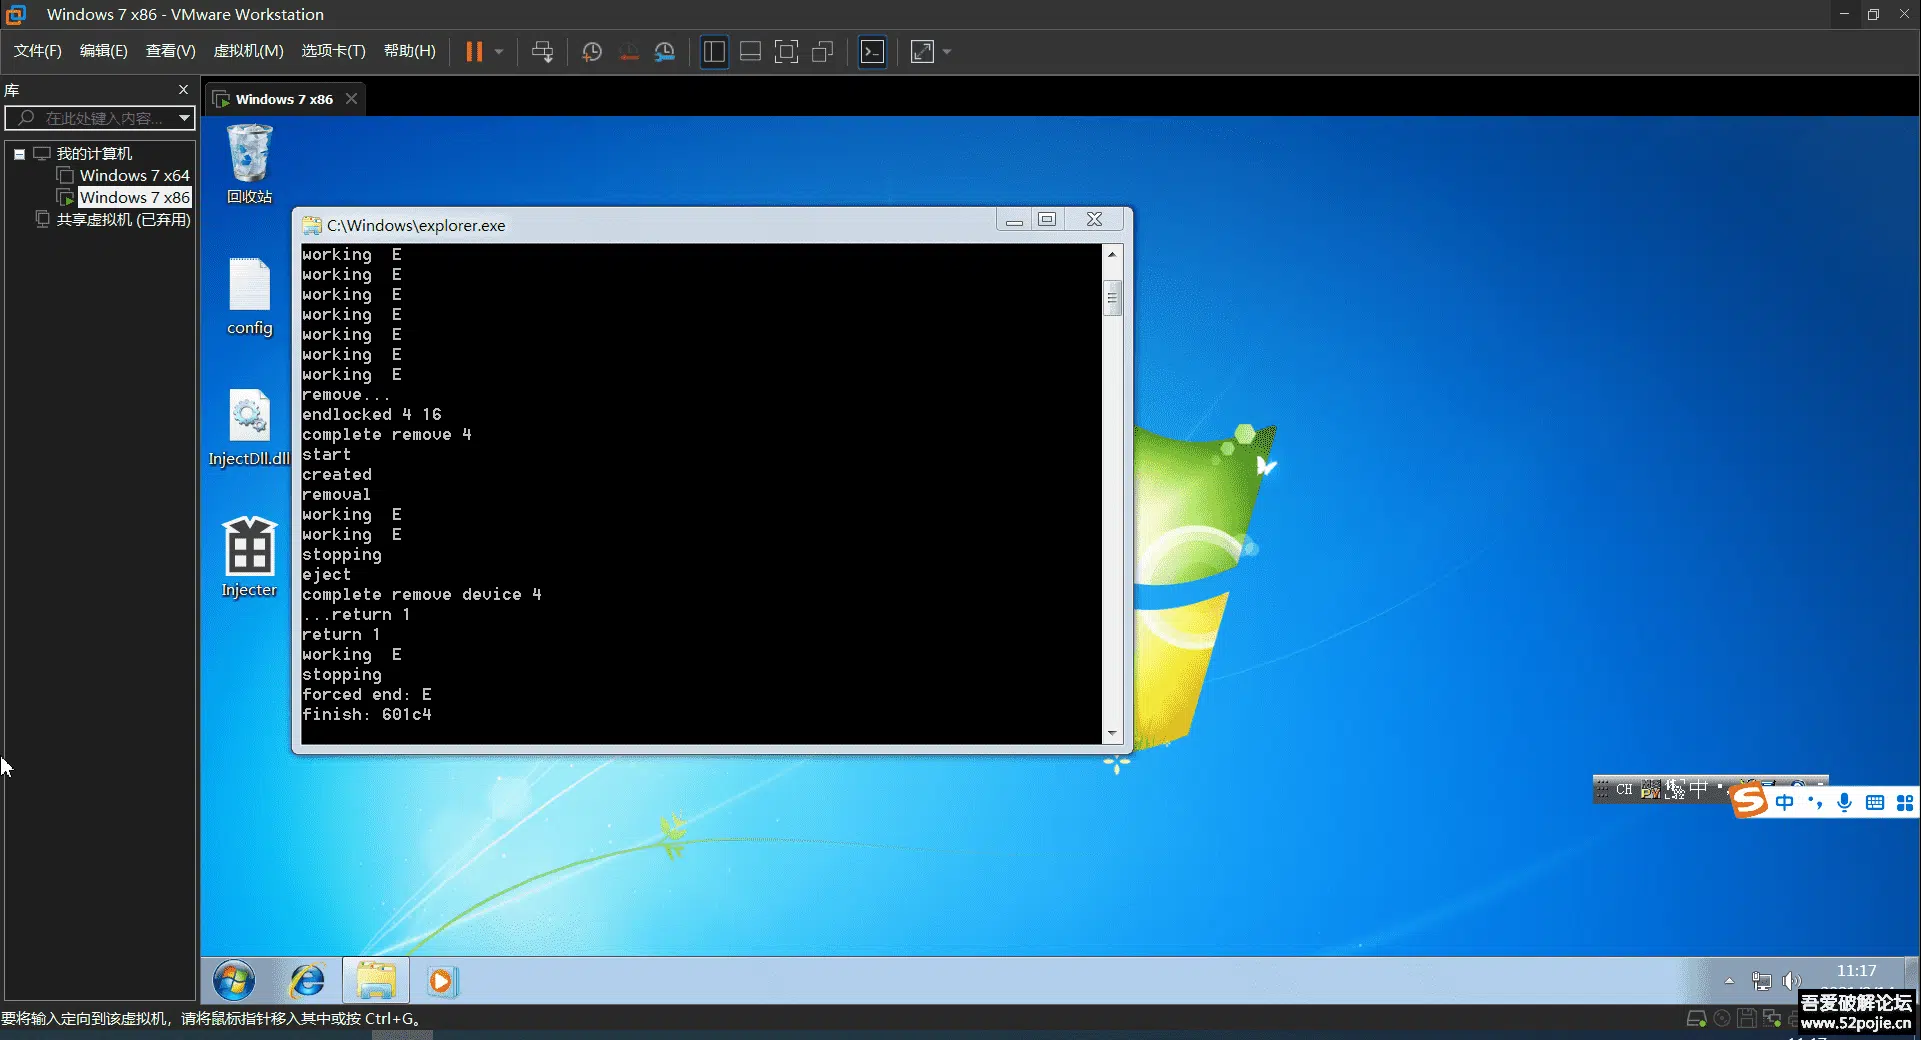 Windows 7 x86 - VMware Workstation
文件(F) 编辑(E) 查看(V) 虚拟机(M) 选项卡(T) 帮助(H)
库
在此处键入内容...
我的计算机
Windows 7 x64
Windows 7 x86
共享虚拟机 (已弃用)
Windows 7 x86
回收站
config
InjectDll.dll
Injecter
C:\Windows\explorer.exe
working  E
working  E
working  E
working  E
working  E
working  E
working  E
remove...
endlocked 4 16
complete remove 4
start
created
removal
working  E
working  E
stopping
eject
complete remove device 4
...return 1
return 1
working  E
stopping
forced end: E
finish: 601c4
CH
中
中
11:17
要将输入定向到该虚拟机，请将鼠标指针移入其中或按 Ctrl+G。
吾爱破解论坛
www.52pojie.cn